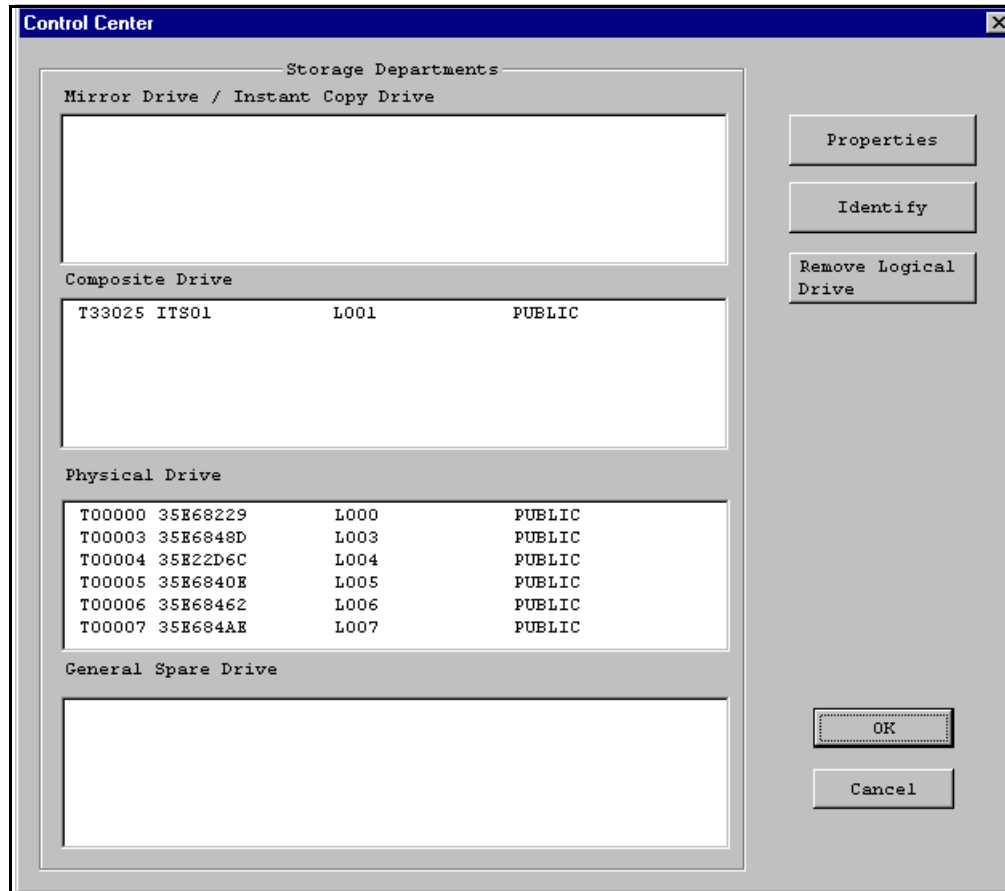 Control Center
Storage Departments
Mirror Drive / Instant Copy Drive
Properties
Identify
Remove Logical
Drive
Composite Drive
T33025 ITSO1 L001 PUBLIC
Physical Drive
T00000 35E68229 L000 PUBLIC
T00003 35E6848D L003 PUBLIC
T00004 35E22D6C L004 PUBLIC
T00005 35E6840E L005 PUBLIC
T00006 35E68462 L006 PUBLIC
T00007 35E684AE L007 PUBLIC
General Spare Drive
OK
Cancel